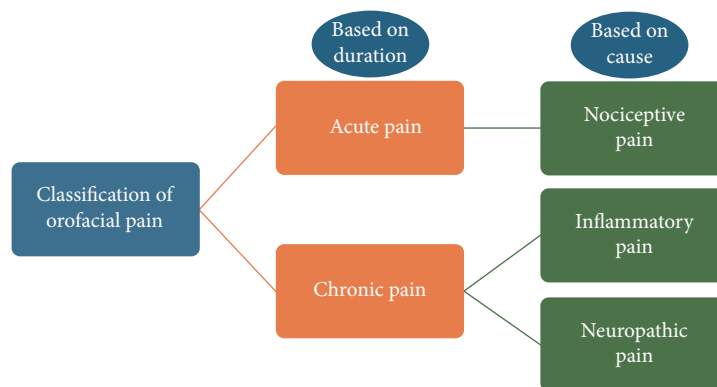 Based on
duration
Based on
cause
Acute pain
Nociceptive
pain
Classification of
orofacial pain
Inflammatory
pain
Chronic pain
Neuropathic
pain